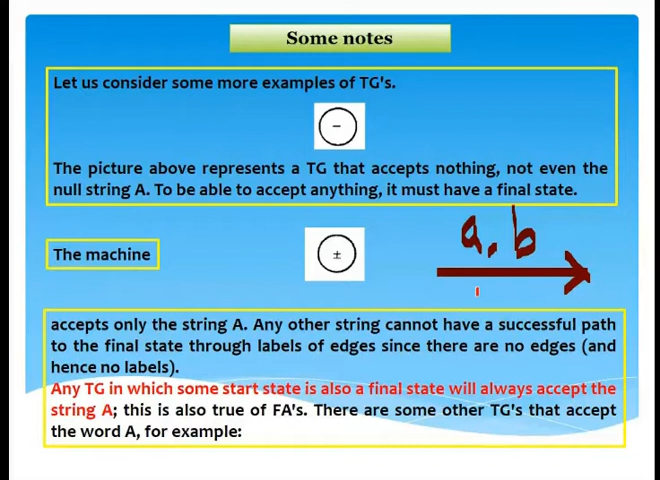 Some notes
Let us consider some more examples of TG's.
−
The picture above represents a TG that accepts nothing, not even the
null string Λ. To be able to accept anything, it must have a final state.
a, b
The machine
±
accepts only the string Λ. Any other string cannot have a successful path
to the final state through labels of edges since there are no edges (and
hence no labels).
Any TG in which some start state is also a final state will always accept the
string Λ; this is also true of FA's. There are some other TG's that accept
the word Λ, for example: